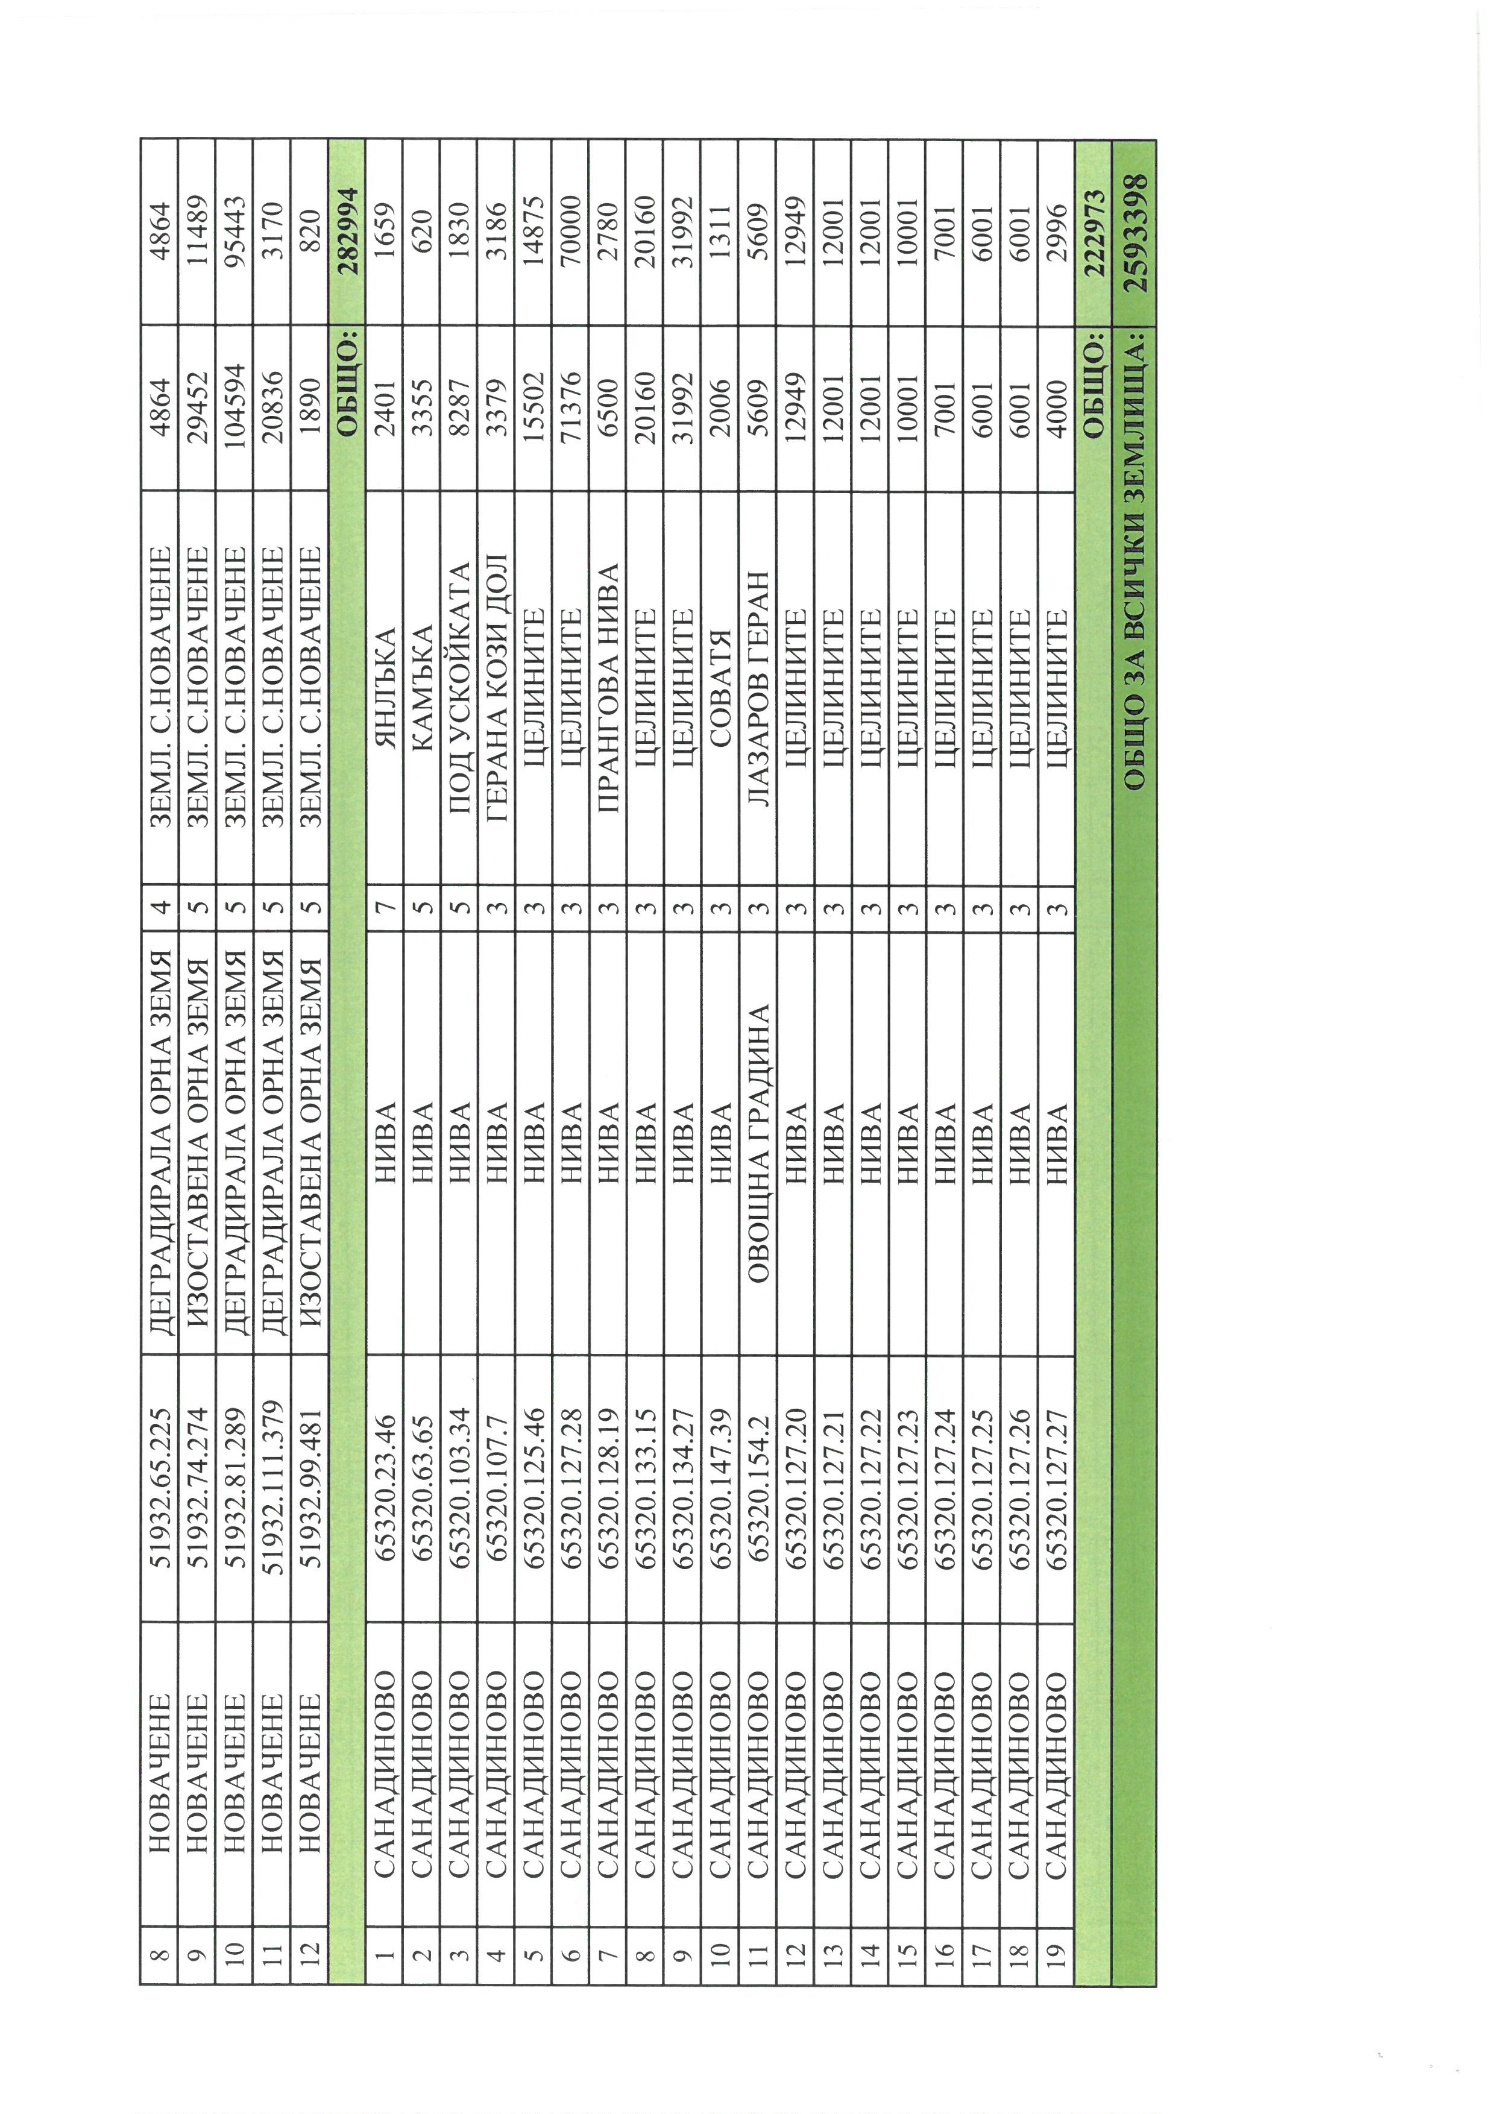 8 НОВАЧЕНЕ 51932.65.225 ДЕГРАДИРАЛА ОРНА ЗЕМЯ 4 ЗЕМЛ. С.НОВАЧЕНЕ 4864 4864
9 НОВАЧЕНЕ 51932.74.274 ИЗОСТАВЕНА ОРНА ЗЕМЯ 5 ЗЕМЛ. С.НОВАЧЕНЕ 29452 11489
10 НОВАЧЕНЕ 51932.81.289 ДЕГРАДИРАЛА ОРНА ЗЕМЯ 5 ЗЕМЛ. С.НОВАЧЕНЕ 104594 95443
11 НОВАЧЕНЕ 51932.111.379 ДЕГРАДИРАЛА ОРНА ЗЕМЯ 5 ЗЕМЛ. С.НОВАЧЕНЕ 20836 3170
12 НОВАЧЕНЕ 51932.99.481 ИЗОСТАВЕНА ОРНА ЗЕМЯ 5 ЗЕМЛ. С.НОВАЧЕНЕ 1890 820
ОБЩО: 282994
1 САНАДИНОВО 65320.23.46 НИВА 7 ЯНЛЪКА 2401 1659
2 САНАДИНОВО 65320.63.65 НИВА 5 КАМЪКА 3355 620
3 САНАДИНОВО 65320.103.34 НИВА 5 ПОД УСКОЙКАТА 8287 1830
4 САНАДИНОВО 65320.107.7 НИВА 3 ГЕРАНА КОЗИ ДОЛ 3379 3186
5 САНАДИНОВО 65320.125.46 НИВА 3 ЦЕЛИНИТЕ 15502 14875
6 САНАДИНОВО 65320.127.28 НИВА 3 ЦЕЛИНИТЕ 71376 70000
7 САНАДИНОВО 65320.128.19 НИВА 3 ПРАНГОВА НИВА 6500 2780
8 САНАДИНОВО 65320.133.15 НИВА 3 ЦЕЛИНИТЕ 20160 20160
9 САНАДИНОВО 65320.134.27 НИВА 3 ЦЕЛИНИТЕ 31992 31992
10 САНАДИНОВО 65320.147.39 НИВА 3 СОВАТЯ 2006 1311
11 САНАДИНОВО 65320.154.2 ОВОЩНА ГРАДИНА 3 ЛАЗАРОВ ГЕРАН 5609 5609
12 САНАДИНОВО 65320.127.20 НИВА 3 ЦЕЛИНИТЕ 12949 12949
13 САНАДИНОВО 65320.127.21 НИВА 3 ЦЕЛИНИТЕ 12001 12001
14 САНАДИНОВО 65320.127.22 НИВА 3 ЦЕЛИНИТЕ 12001 12001
15 САНАДИНОВО 65320.127.23 НИВА 3 ЦЕЛИНИТЕ 10001 10001
16 САНАДИНОВО 65320.127.24 НИВА 3 ЦЕЛИНИТЕ 7001 7001
17 САНАДИНОВО 65320.127.25 НИВА 3 ЦЕЛИНИТЕ 6001 6001
18 САНАДИНОВО 65320.127.26 НИВА 3 ЦЕЛИНИТЕ 6001 6001
19 САНАДИНОВО 65320.127.27 НИВА 3 ЦЕЛИНИТЕ 4000 2996
ОБЩО: 222973
ОБЩО ЗА ВСИЧКИ ЗЕМЛИЩА: 2593398